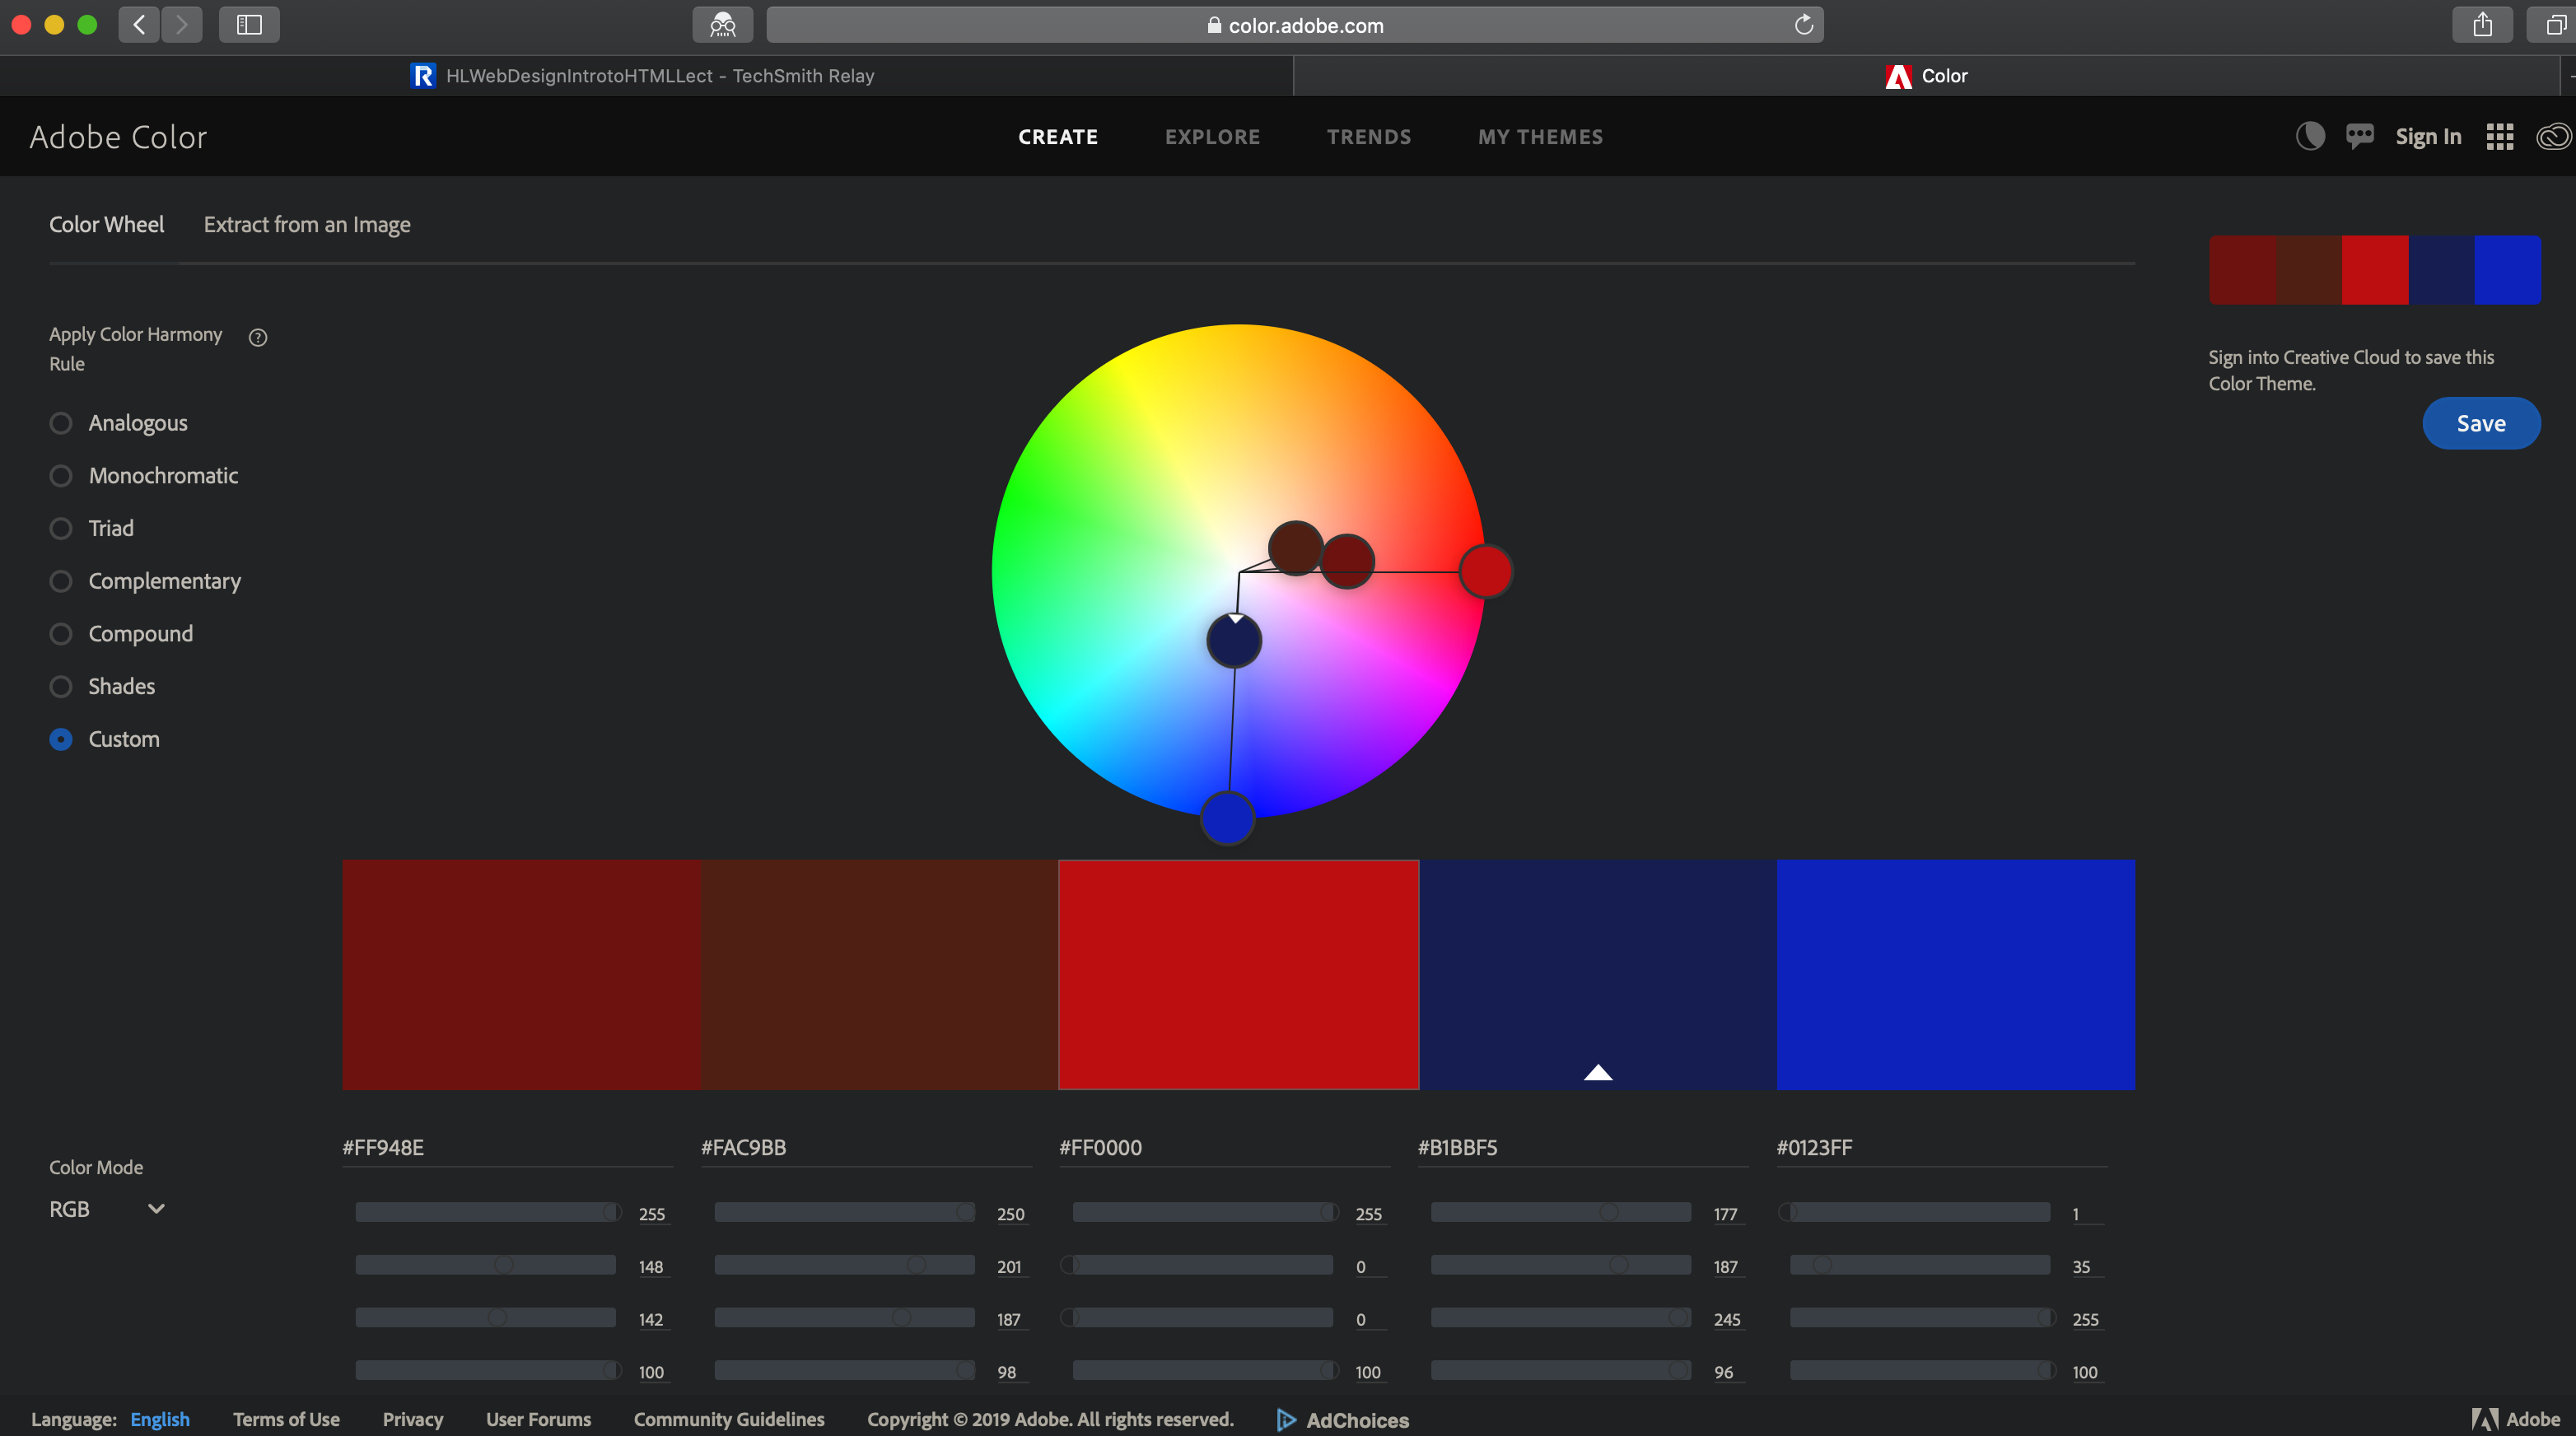 color.adobe.com
HLWebDesignIntrotoHTMLLect - TechSmith Relay
Color
Adobe Color
CREATE EXPLORE TRENDS MY THEMES
Sign In
Color Wheel Extract from an Image
Apply Color Harmony
Rule
?
Analogous
Monochromatic
Triad
Complementary
Compound
Shades
Custom
Sign into Creative Cloud to save this
Color Theme.
Save
#FF948E #FAC9BB #FF0000 #B1BBF5 #0123FF
Color Mode
RGB
255 250 255 177 1
148 201 0 187 35
142 187 0 245 255
100 98 100 96 100
Language: English Terms of Use Privacy User Forums Community Guidelines Copyright © 2019 Adobe. All rights reserved. AdChoices Adobe